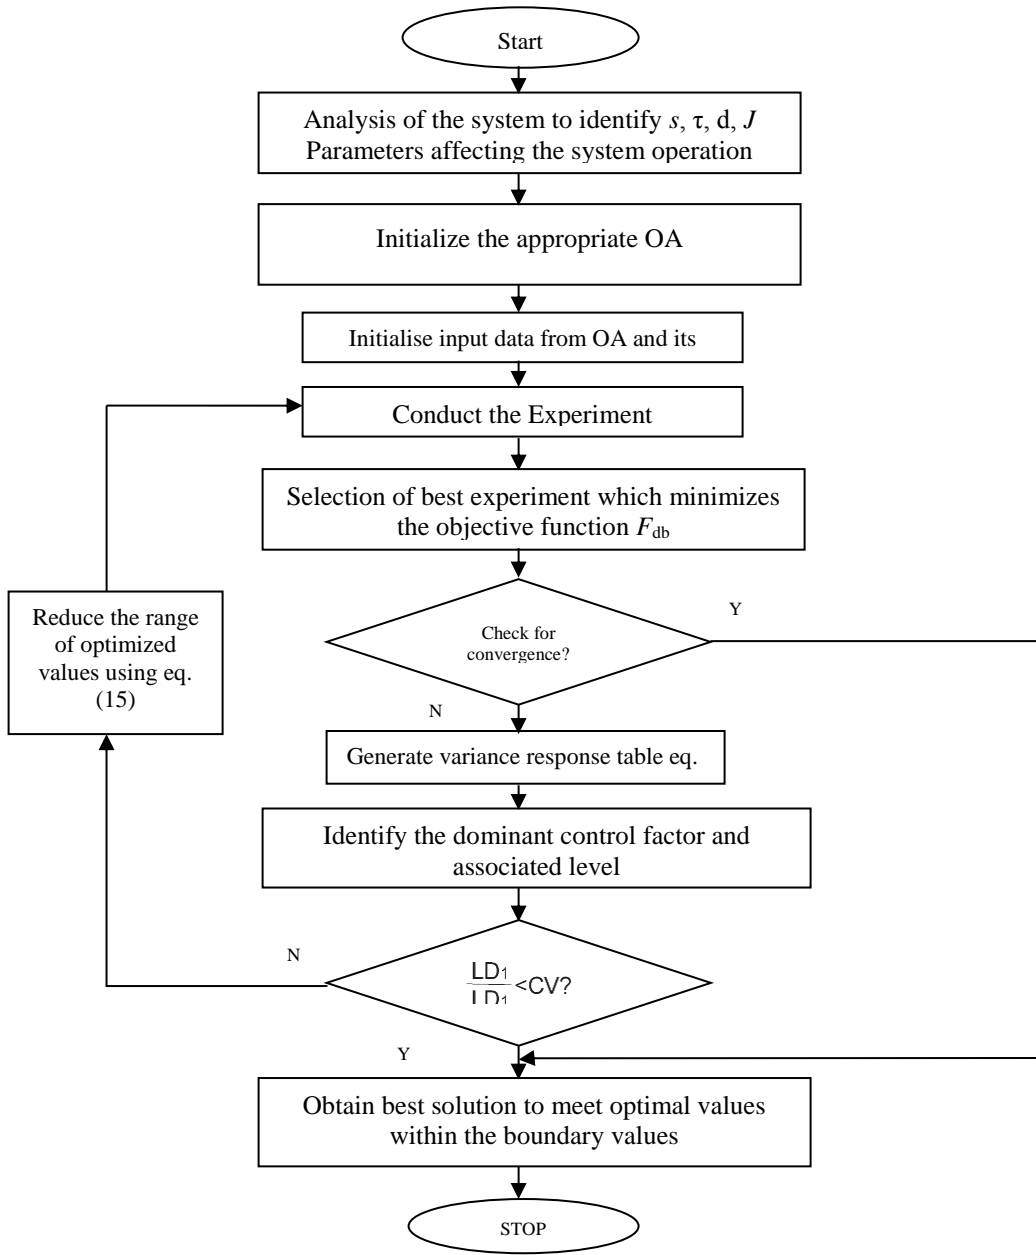 Start
Analysis of the system to identify s, τ, d, J
Parameters affecting the system operation
Initialize the appropriate OA
Initialise input data from OA and its
Conduct the Experiment
Selection of best experiment which minimizes
the objective function Fdb
Check for
convergence?
Y
N
Reduce the range
of optimized
values using eq.
(15)
Generate variance response table eq.
Identify the dominant control factor and
associated level
N
LD1
LD1
<CV?
Y
Obtain best solution to meet optimal values
within the boundary values
STOP